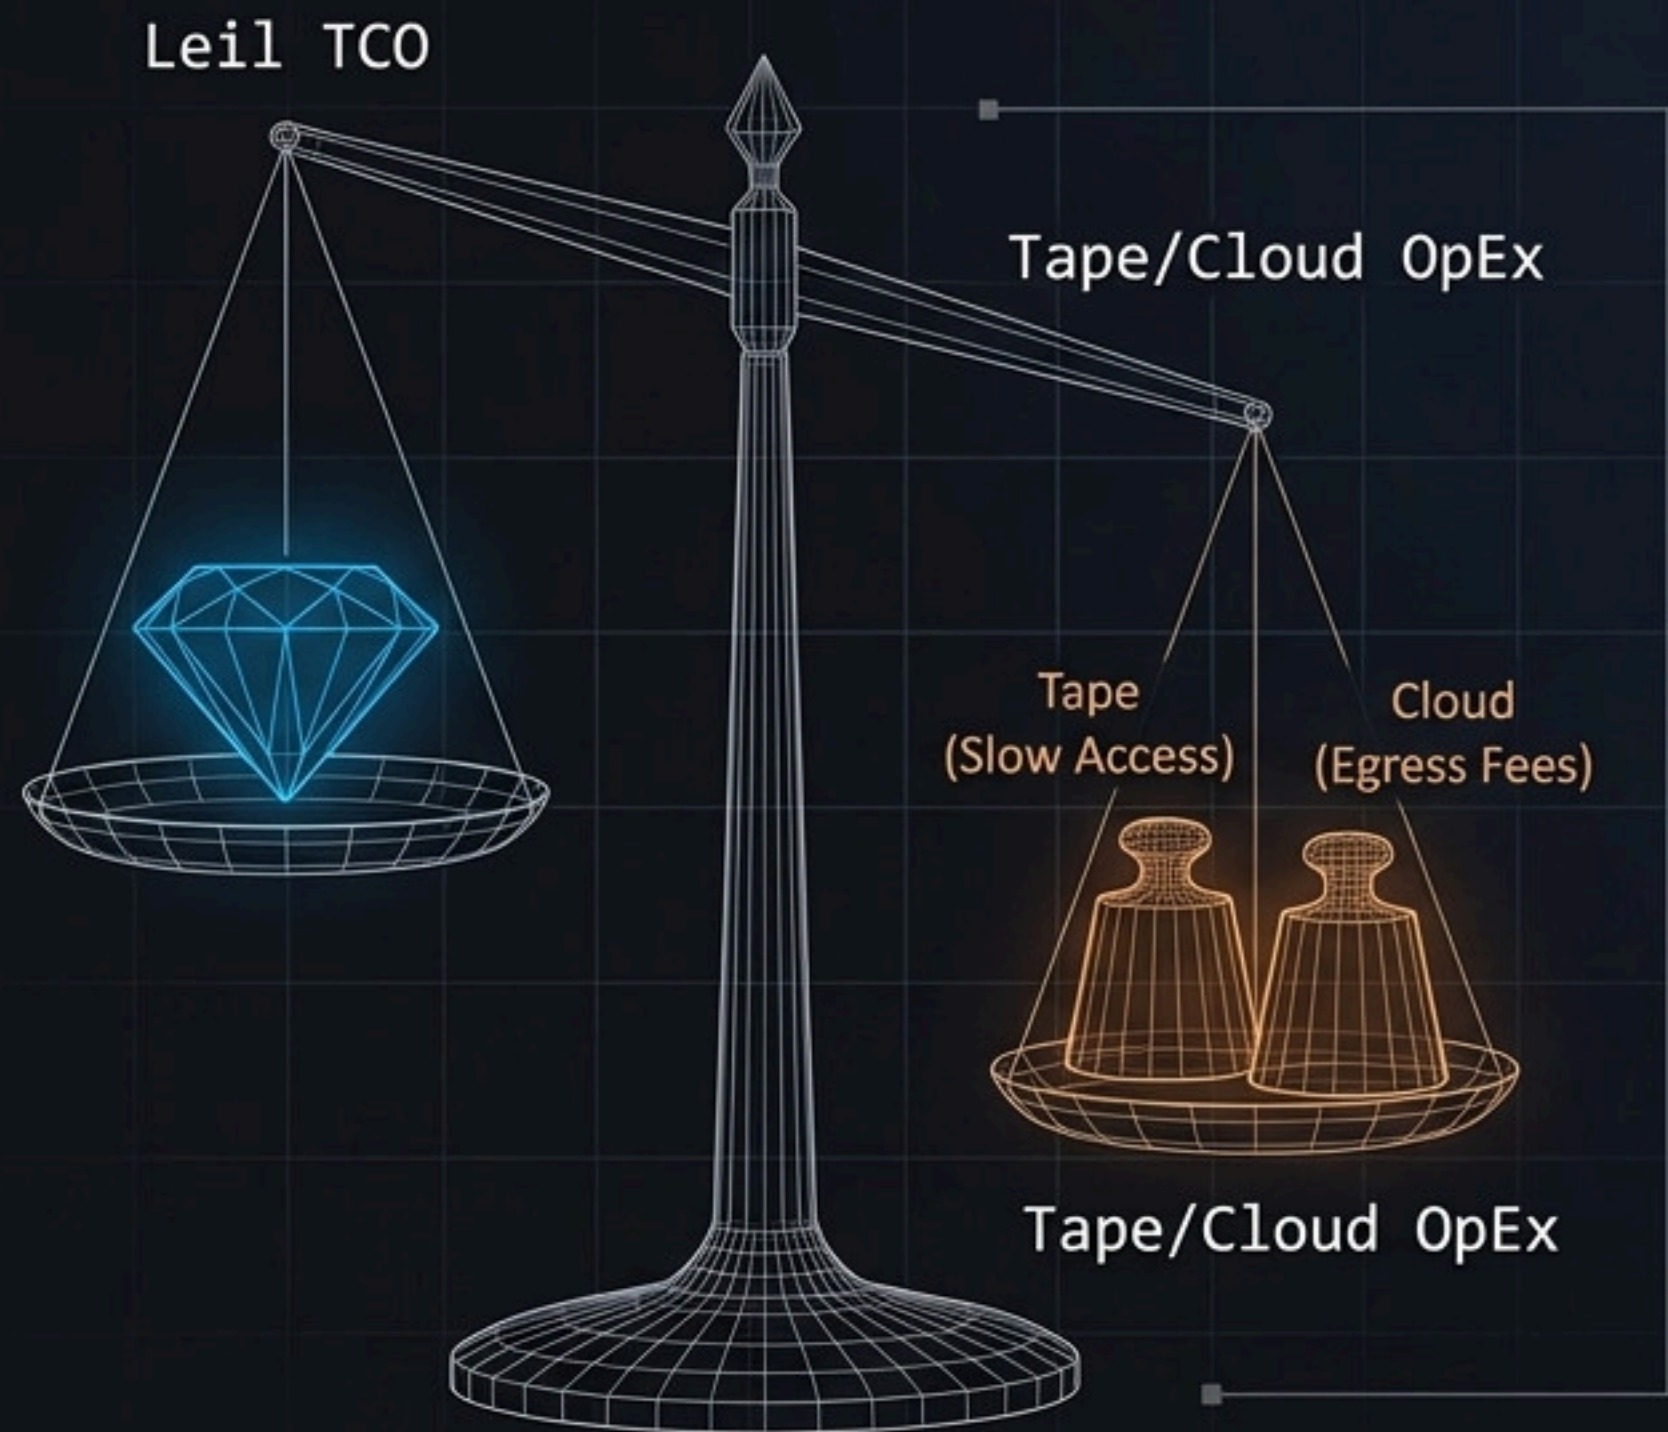 Leil TCO
Tape/Cloud OpEx
Tape
(Slow Access)
Cloud
(Egress Fees)
Tape/Cloud OpEx